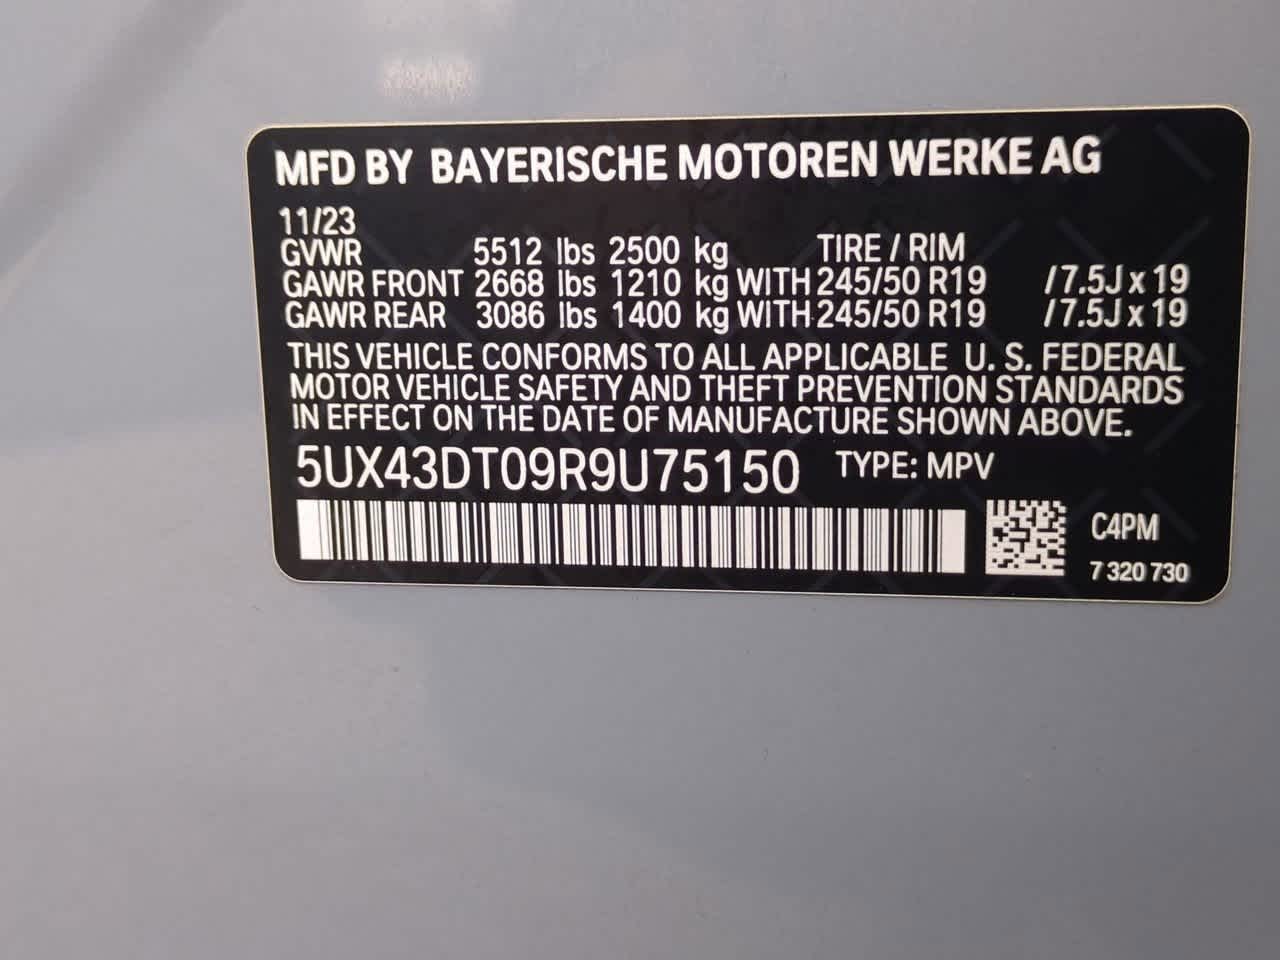 MFD BY BAYERISCHE MOTOREN WERKE AG
11/23
GVWR 5512 lbs 2500 kg TIRE / RIM
GAWR FRONT 2668 lbs 1210 kg WITH 245/50 R19 / 7.5J x 19
GAWR REAR 3086 lbs 1400 kg WITH 245/50 R19 / 7.5J x 19
THIS VEHICLE CONFORMS TO ALL APPLICABLE U. S. FEDERAL
MOTOR VEHICLE SAFETY AND THEFT PREVENTION STANDARDS
IN EFFECT ON THE DATE OF MANUFACTURE SHOWN ABOVE.
5UX43DT09R9U75150 TYPE: MPV
C4PM
7 320 730